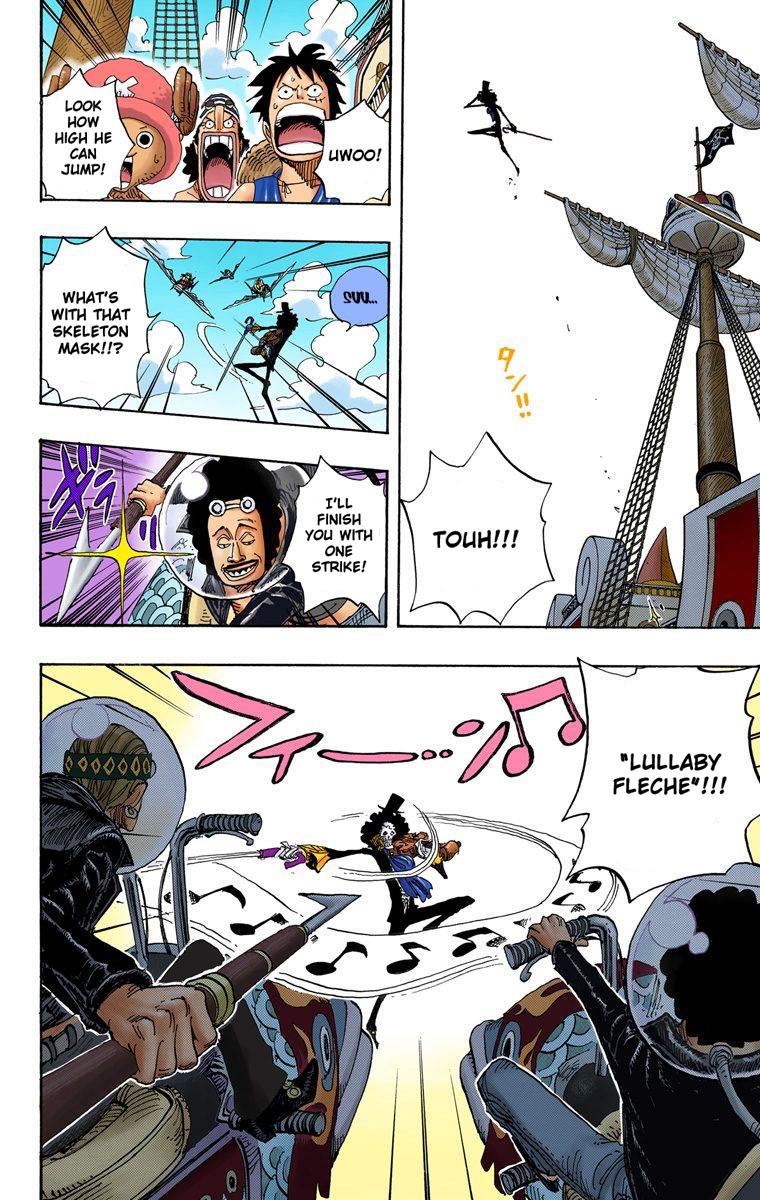 タン!!
TOUH!!!
UWOO!
LOOK
HOW
HIGH HE
CAN
JUMP!
SUU...
WHAT'S
WITH THAT
SKELETON
MASK!!?
I'LL
FINISH
YOU WITH
ONE
STRIKE!
"LULLABY
FLECHE"!!!
フィー‥ン